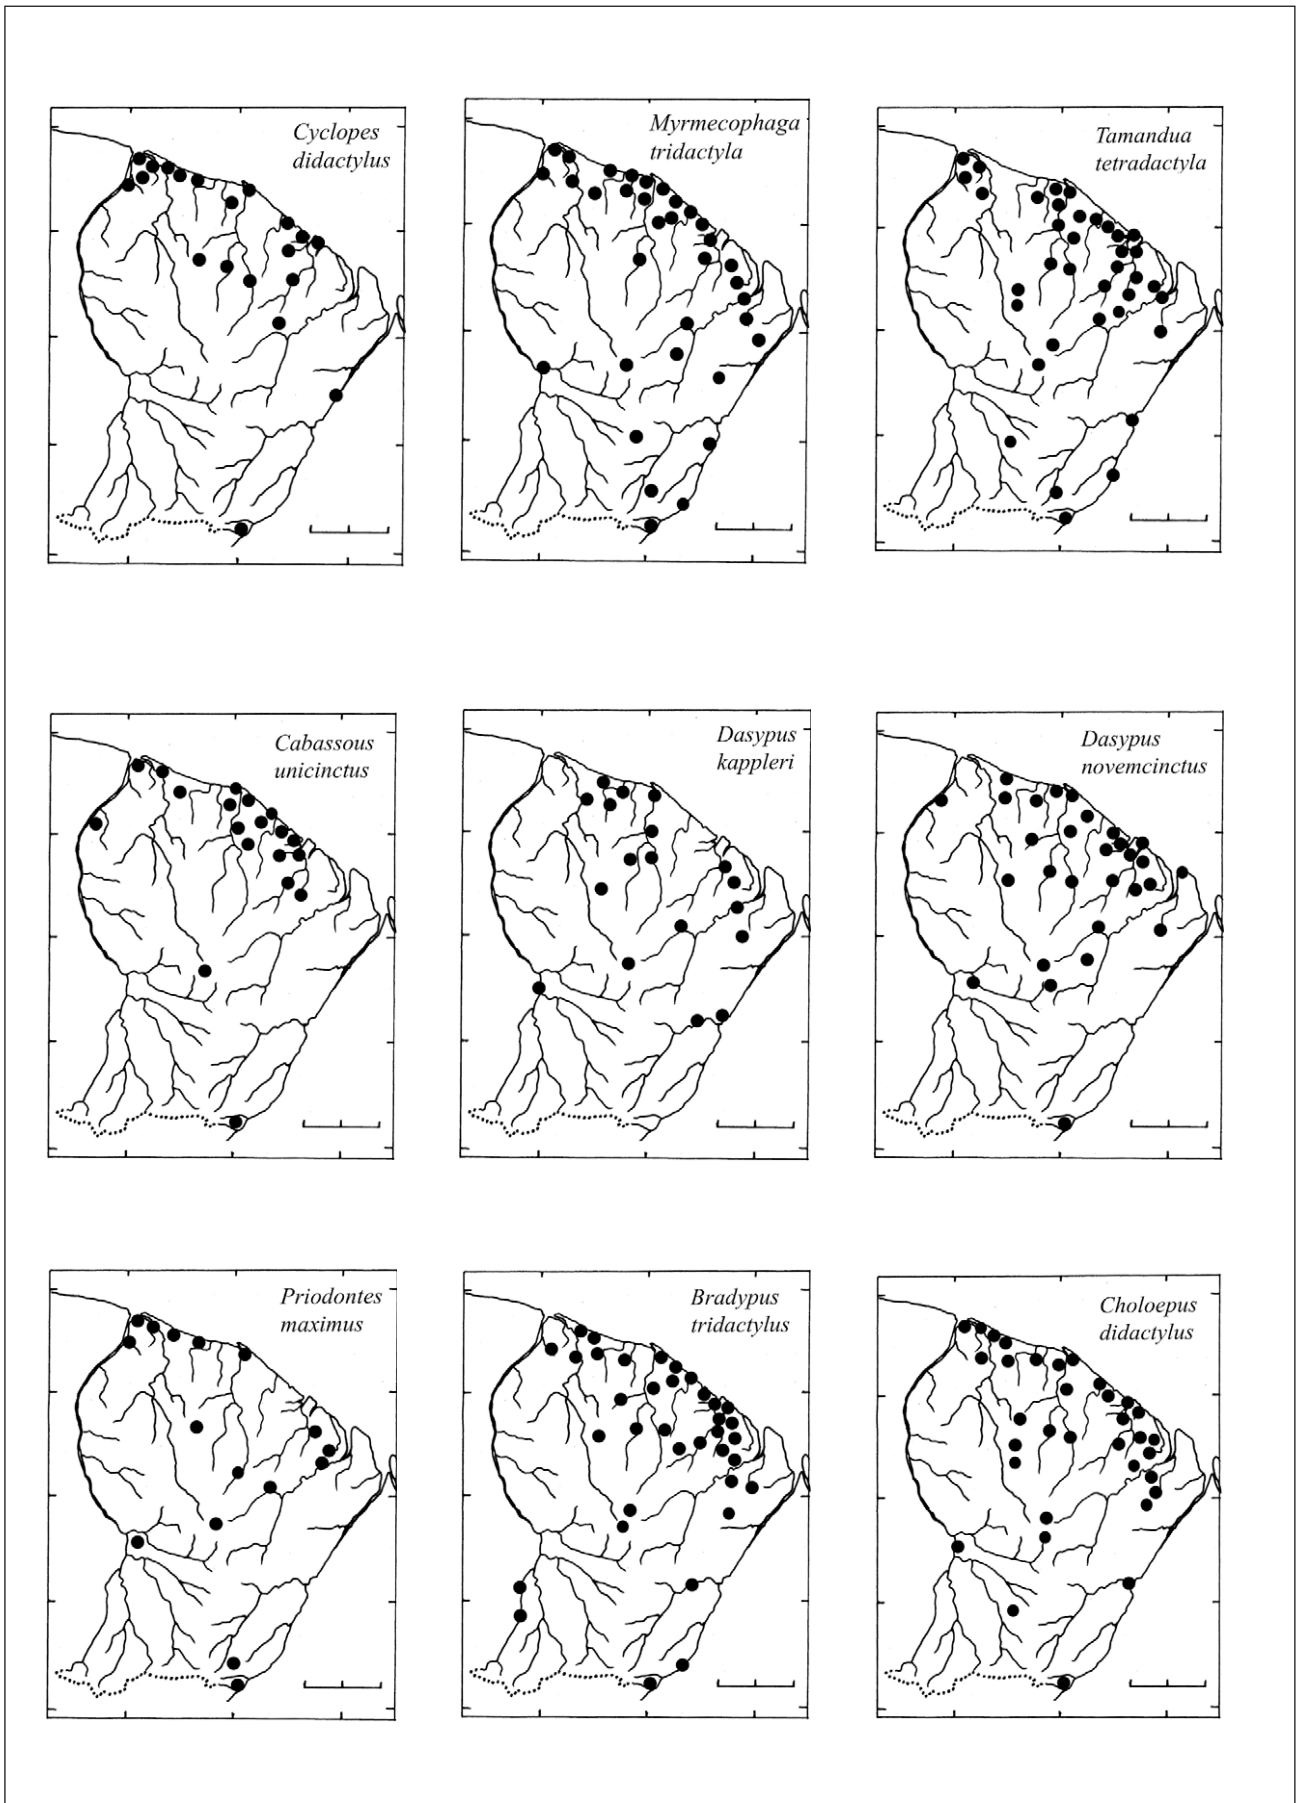 Cyclopes
didactylus
Myrmecophaga
tridactyla
Tamandua
tetradactyla
Cabassous
unicinctus
Dasypus
kappleri
Dasypus
novemcinctus
Priodontes
maximus
Bradypus
tridactylus
Choloepus
didactylus